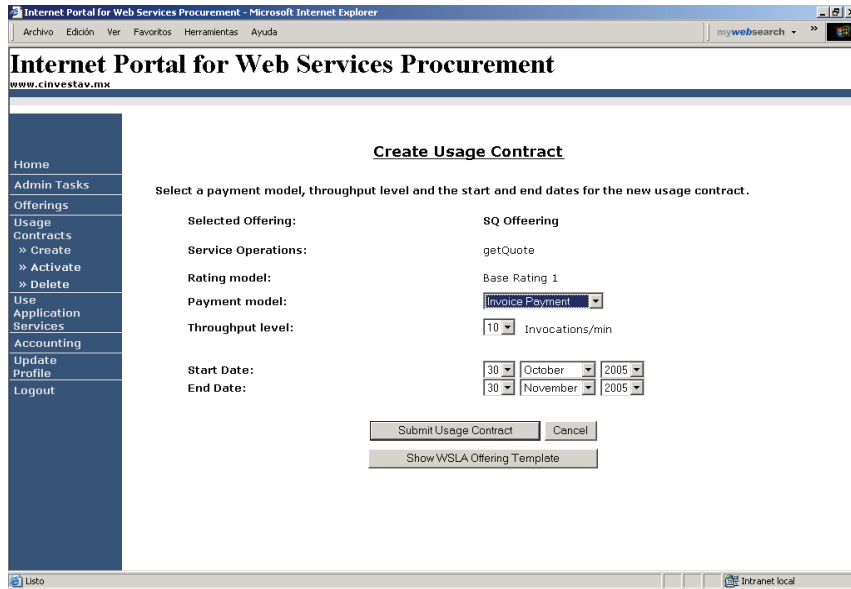 Internet Portal for Web Services Procurement - Microsoft Internet Explorer
Archivo Edición Ver Favoritos Herramientas Ayuda mywebsearch »
Internet Portal for Web Services Procurement
www.cinvestav.mx
Create Usage Contract
Select a payment model, throughput level and the start and end dates for the new usage contract.
Home
Admin Tasks
Offerings
Usage
Contracts
» Create
» Activate
» Delete
Use
Application
Services
Accounting
Update
Profile
Logout
Selected Offering: SQ Offeering
Service Operations: getQuote
Rating model: Base Rating 1
Payment model: Invoice Payment
Throughput level: 10 Invocations/min
Start Date: 30 October 2005
End Date: 30 November 2005
Submit Usage Contract Cancel
Show WSLA Offering Template
Listo Intranet local